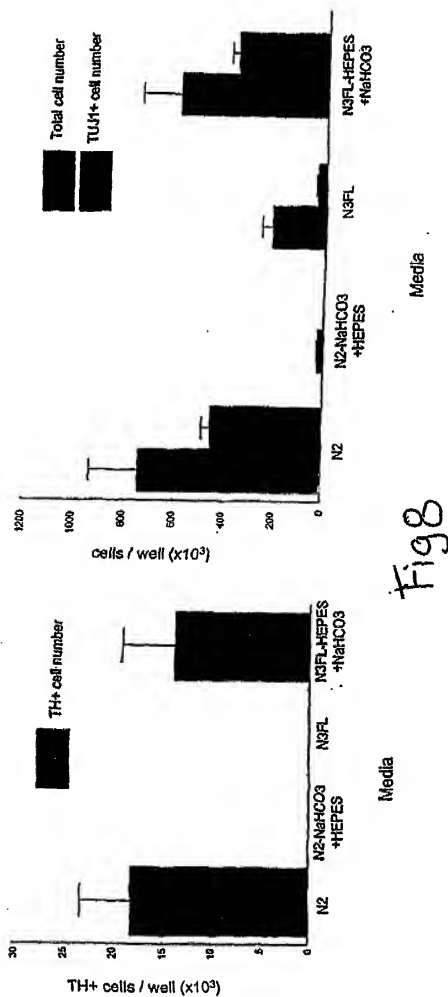 TH+ cell number
TH+ cells / well (x10³)
30
25
20
15
10
5
0
N2
N2-NaHCO3
+HEPES
N3FL
N3FL-HEPES
+NaHCO3
Media
Total cell number
TUJ1+ cell number
cells / well (x10³)
1200
1000
800
600
400
200
0
N2
N2-NaHCO3
+HEPES
N3FL
N3FL-HEPES
+NaHCO3
Media
Fig 8